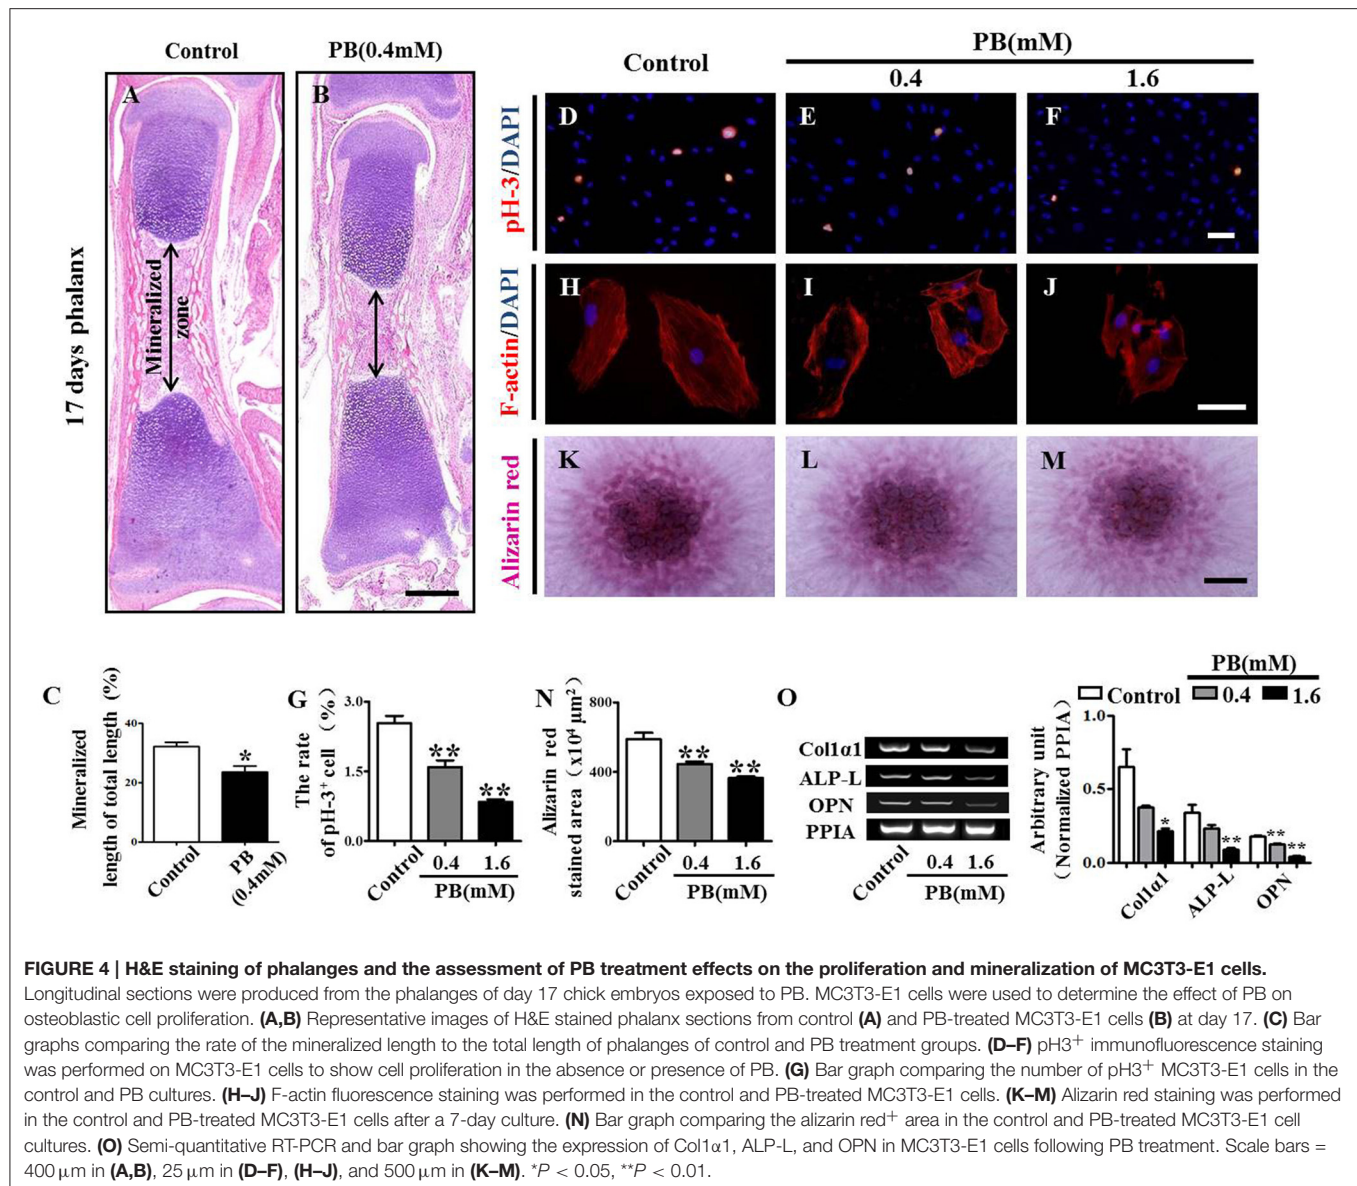 Control
PB(0.4mM)
PB(mM)
Control
0.4
1.6
A
B
D
E
F
17 days phalanx
Mineralized
zone
pH-3/DAPI
H
I
J
F-actin/DAPI
K
L
M
Alizarin red
C
Mineralized
length of total length (%)
40
20
0
*
Control
PB
(0.4mM)
G
The rate
of pH-3⁺ cell (%)
3.0
1.5
0
**
**
Control
0.4
1.6
PB(mM)
N
Alizarin red
stained area (x10⁴ μm²)
800
400
0
**
**
Control
0.4
1.6
PB(mM)
O
Col1α1
ALP-L
OPN
PPIA
Control
0.4
1.6
PB(mM)
PB(mM)
Control
0.4
1.6
Arbitrary unit
(Normalized PPIA)
1.0
0.5
0.0
*
**
**
**
Col1α1
ALP-L
OPN
FIGURE 4 | H&E staining of phalanges and the assessment of PB treatment effects on the proliferation and mineralization of MC3T3-E1 cells.
Longitudinal sections were produced from the phalanges of day 17 chick embryos exposed to PB. MC3T3-E1 cells were used to determine the effect of PB on
osteoblastic cell proliferation. (A,B) Representative images of H&E stained phalanx sections from control (A) and PB-treated MC3T3-E1 cells (B) at day 17. (C) Bar
graphs comparing the rate of the mineralized length to the total length of phalanges of control and PB treatment groups. (D–F) pH3⁺ immunofluorescence staining
was performed on MC3T3-E1 cells to show cell proliferation in the absence or presence of PB. (G) Bar graph comparing the number of pH3⁺ MC3T3-E1 cells in the
control and PB cultures. (H–J) F-actin fluorescence staining was performed in the control and PB-treated MC3T3-E1 cells. (K–M) Alizarin red staining was performed
in the control and PB-treated MC3T3-E1 cells after a 7-day culture. (N) Bar graph comparing the alizarin red⁺ area in the control and PB-treated MC3T3-E1 cell
cultures. (O) Semi-quantitative RT-PCR and bar graph showing the expression of Col1α1, ALP-L, and OPN in MC3T3-E1 cells following PB treatment. Scale bars =
400 μm in (A,B), 25 μm in (D–F), (H–J), and 500 μm in (K–M). *P < 0.05, **P < 0.01.